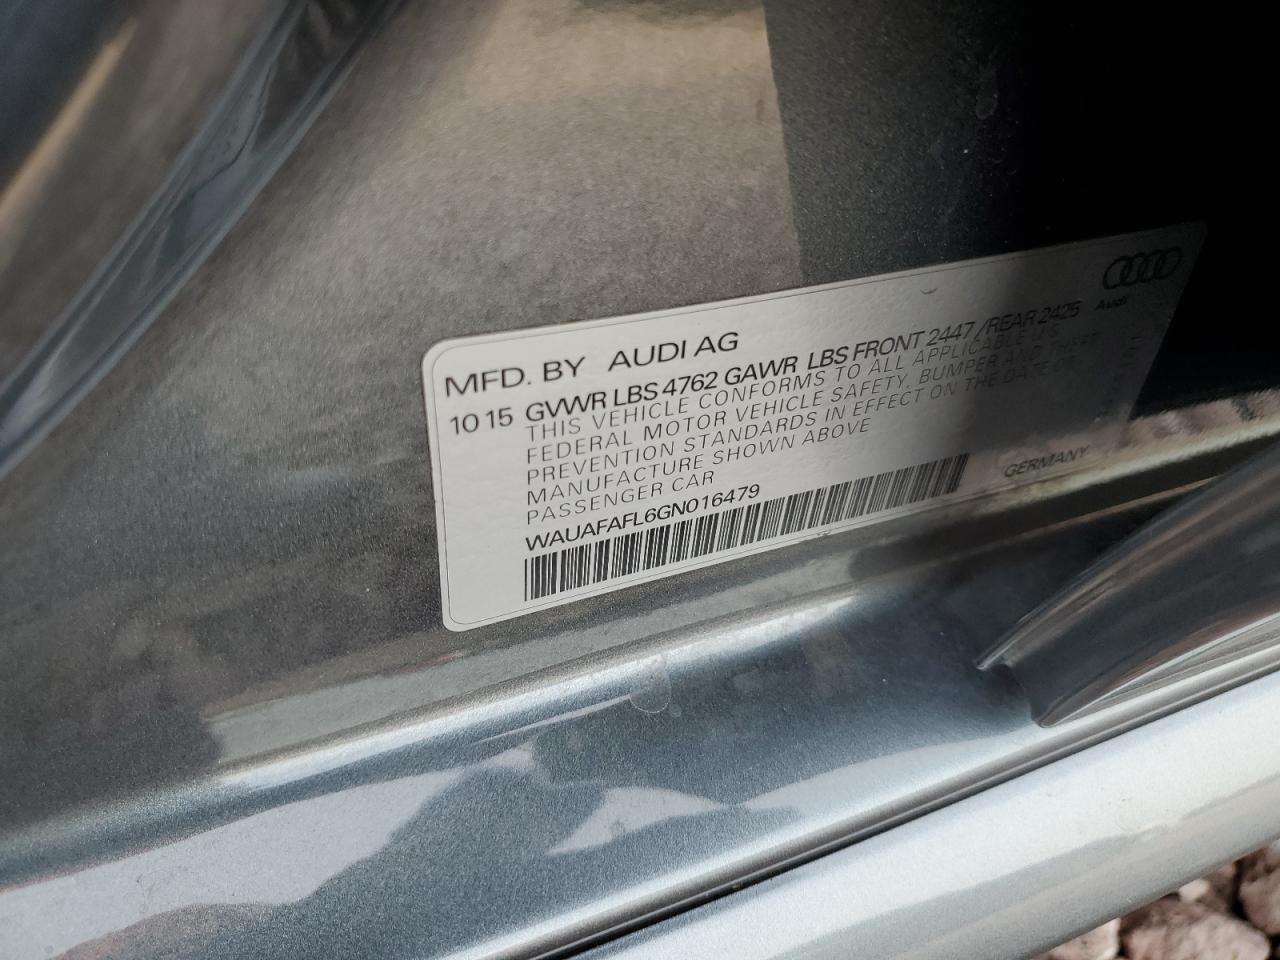 MFD. BY AUDI AG
Audi
10 15 GVWR LBS 4762 GAWR LBS FRONT 2447 /REAR 2425
THIS VEHICLE CONFORMS TO ALL APPLICABLE U.S.
FEDERAL MOTOR VEHICLE SAFETY, BUMPER AND THEFT
PREVENTION STANDARDS IN EFFECT ON THE DATE OF
MANUFACTURE SHOWN ABOVE
PASSENGER CAR
WAUAFAFL6GN016479
GERMANY